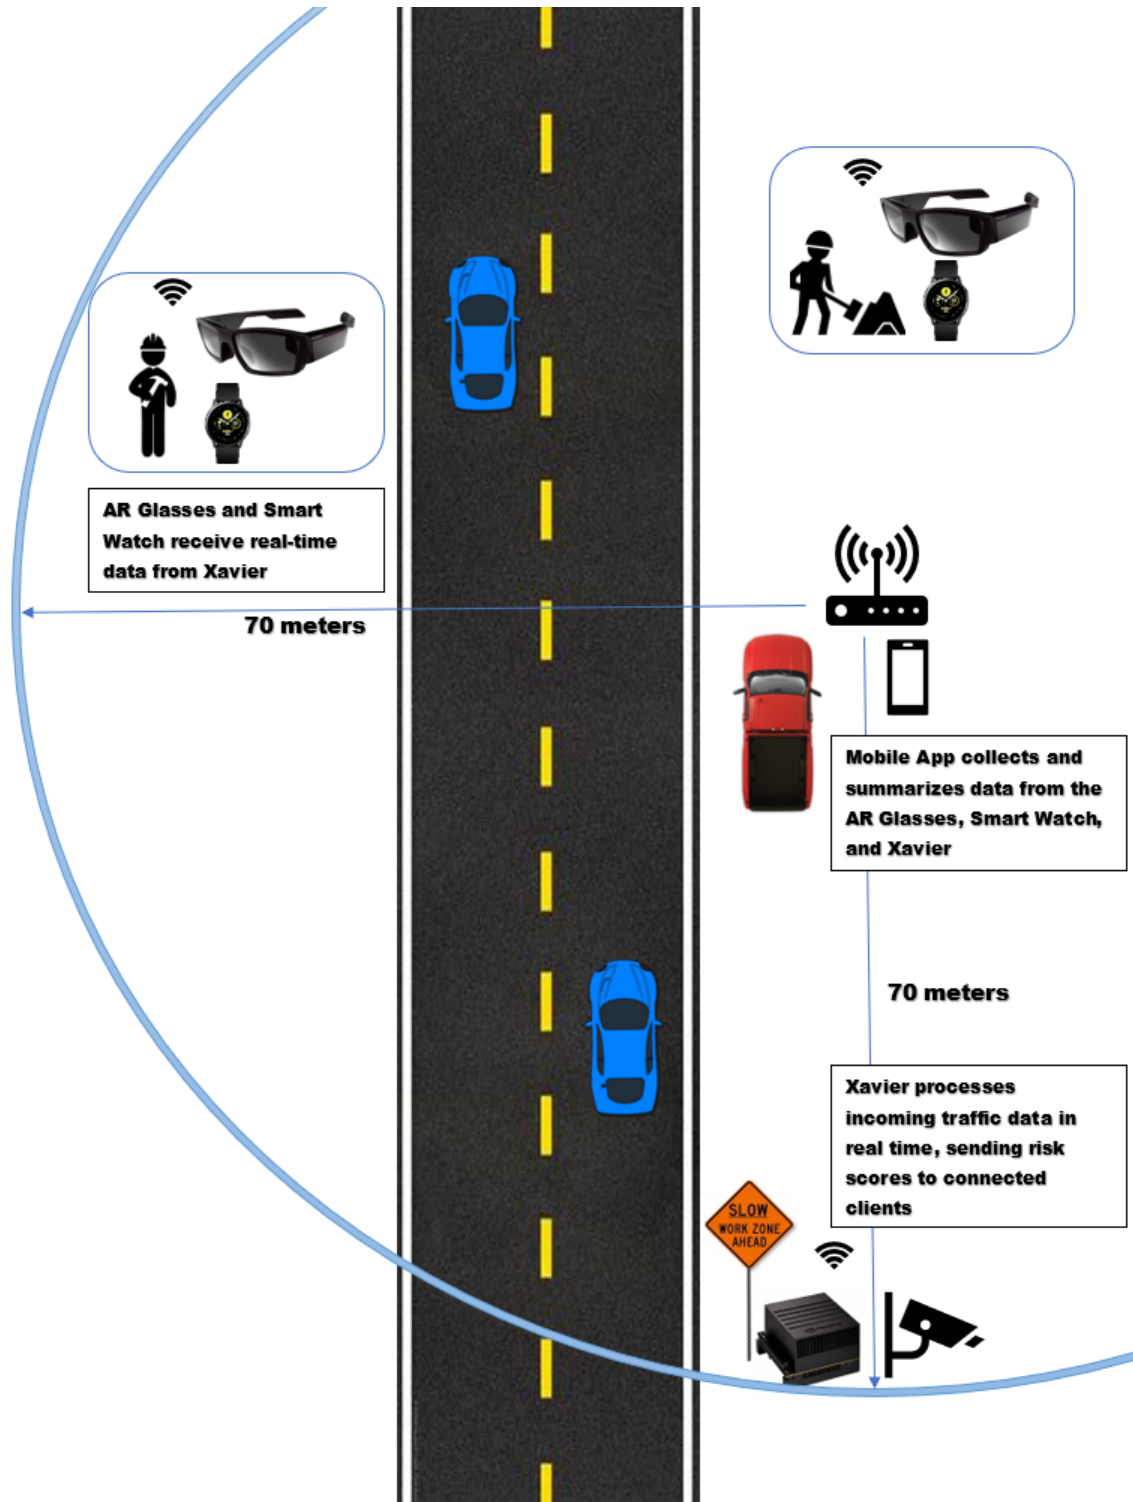 AR Glasses and Smart
Watch receive real-time
data from Xavier
70 meters
Mobile App collects and
summarizes data from the
AR Glasses, Smart Watch,
and Xavier
70 meters
Xavier processes
incoming traffic data in
real time, sending risk
scores to connected
clients
SLOW
WORK ZONE
AHEAD